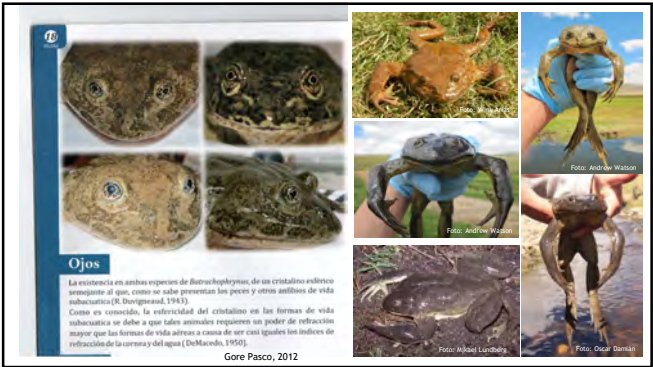 18
Ojos
La existencia en ambas especies de Batrachophrynus, de un cristalino esférico
semejante al que, como se sabe presentan los peces y otros anfibios de vida
subacuatica (R. Duvigneaud, 1943).
Como es conocido, la esfericidad del cristalino en las formas de vida
subacuatica se debe a que tales animales requieren un poder de refracción
mayor que las formas de vida aéreas a causa de ser casi iguales los indices de
refracción de la cornea y del agua (DeMacedo, 1950).
Gore Pasco, 2012
Foto:
Foto: Andrew Watson
Foto: Andrew Watson
Foto: Mikael Lundberg
Foto: Oscar Damián